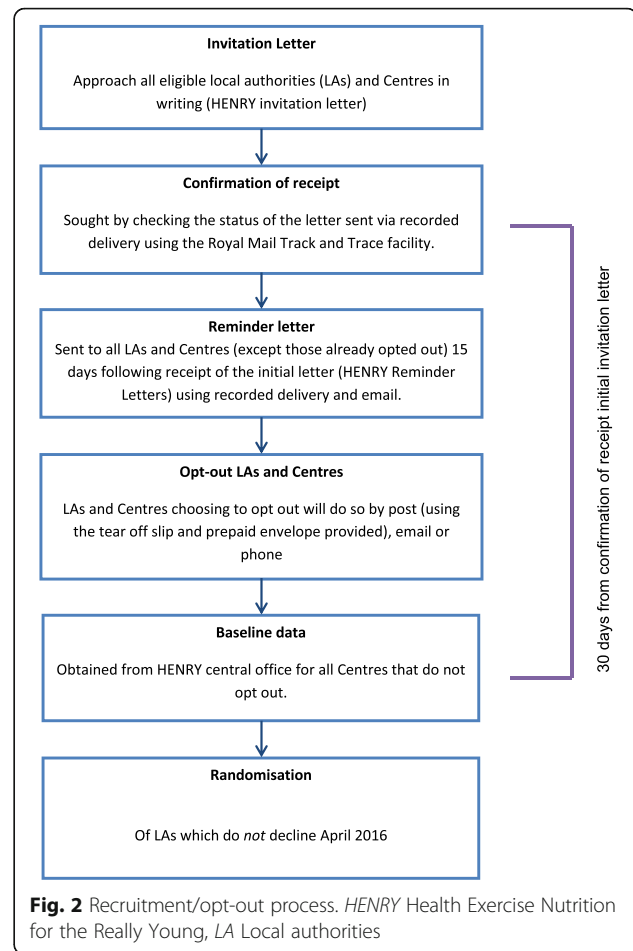 Invitation Letter
Approach all eligible local authorities (LAs) and Centres in
writing (HENRY invitation letter)
Confirmation of receipt
Sought by checking the status of the letter sent via recorded
delivery using the Royal Mail Track and Trace facility.
Reminder letter
Sent to all LAs and Centres (except those already opted out) 15
days following receipt of the initial letter (HENRY Reminder
Letters) using recorded delivery and email.
Opt-out LAs and Centres
LAs and Centres choosing to opt out will do so by post (using
the tear off slip and prepaid envelope provided), email or
phone
Baseline data
Obtained from HENRY central office for all Centres that do not
opt out.
Randomisation
Of LAs which do not decline April 2016
30 days from confirmation of receipt initial invitation letter
Fig. 2 Recruitment/opt-out process. HENRY Health Exercise Nutrition
for the Really Young, LA Local authorities